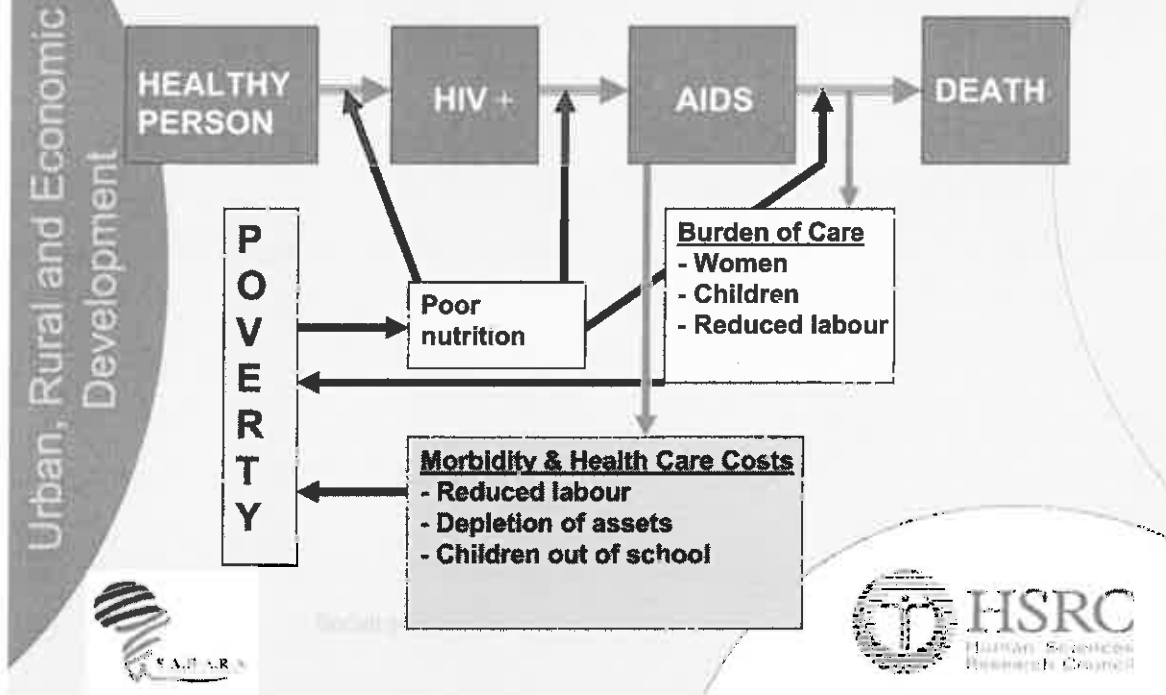 Urban, Rural and Economic
Development
HEALTHY
PERSON
HIV +
AIDS
DEATH
P
O
V
E
R
T
Y
Poor
nutrition
Burden of Care
- Women
- Children
- Reduced labour
Morbidity & Health Care Costs
- Reduced labour
- Depletion of assets
- Children out of school
HSRC
Human Sciences
Research Council